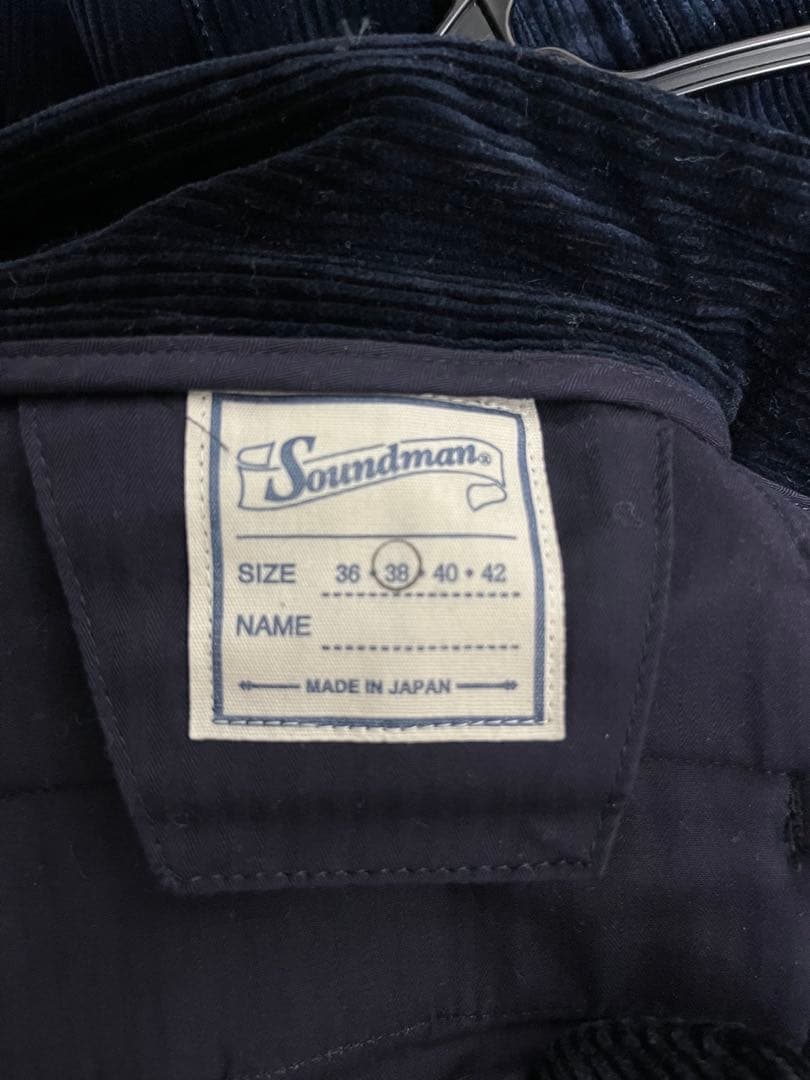 Soundman®
SIZE 36 • 38 • 40 • 42
NAME
MADE IN JAPAN